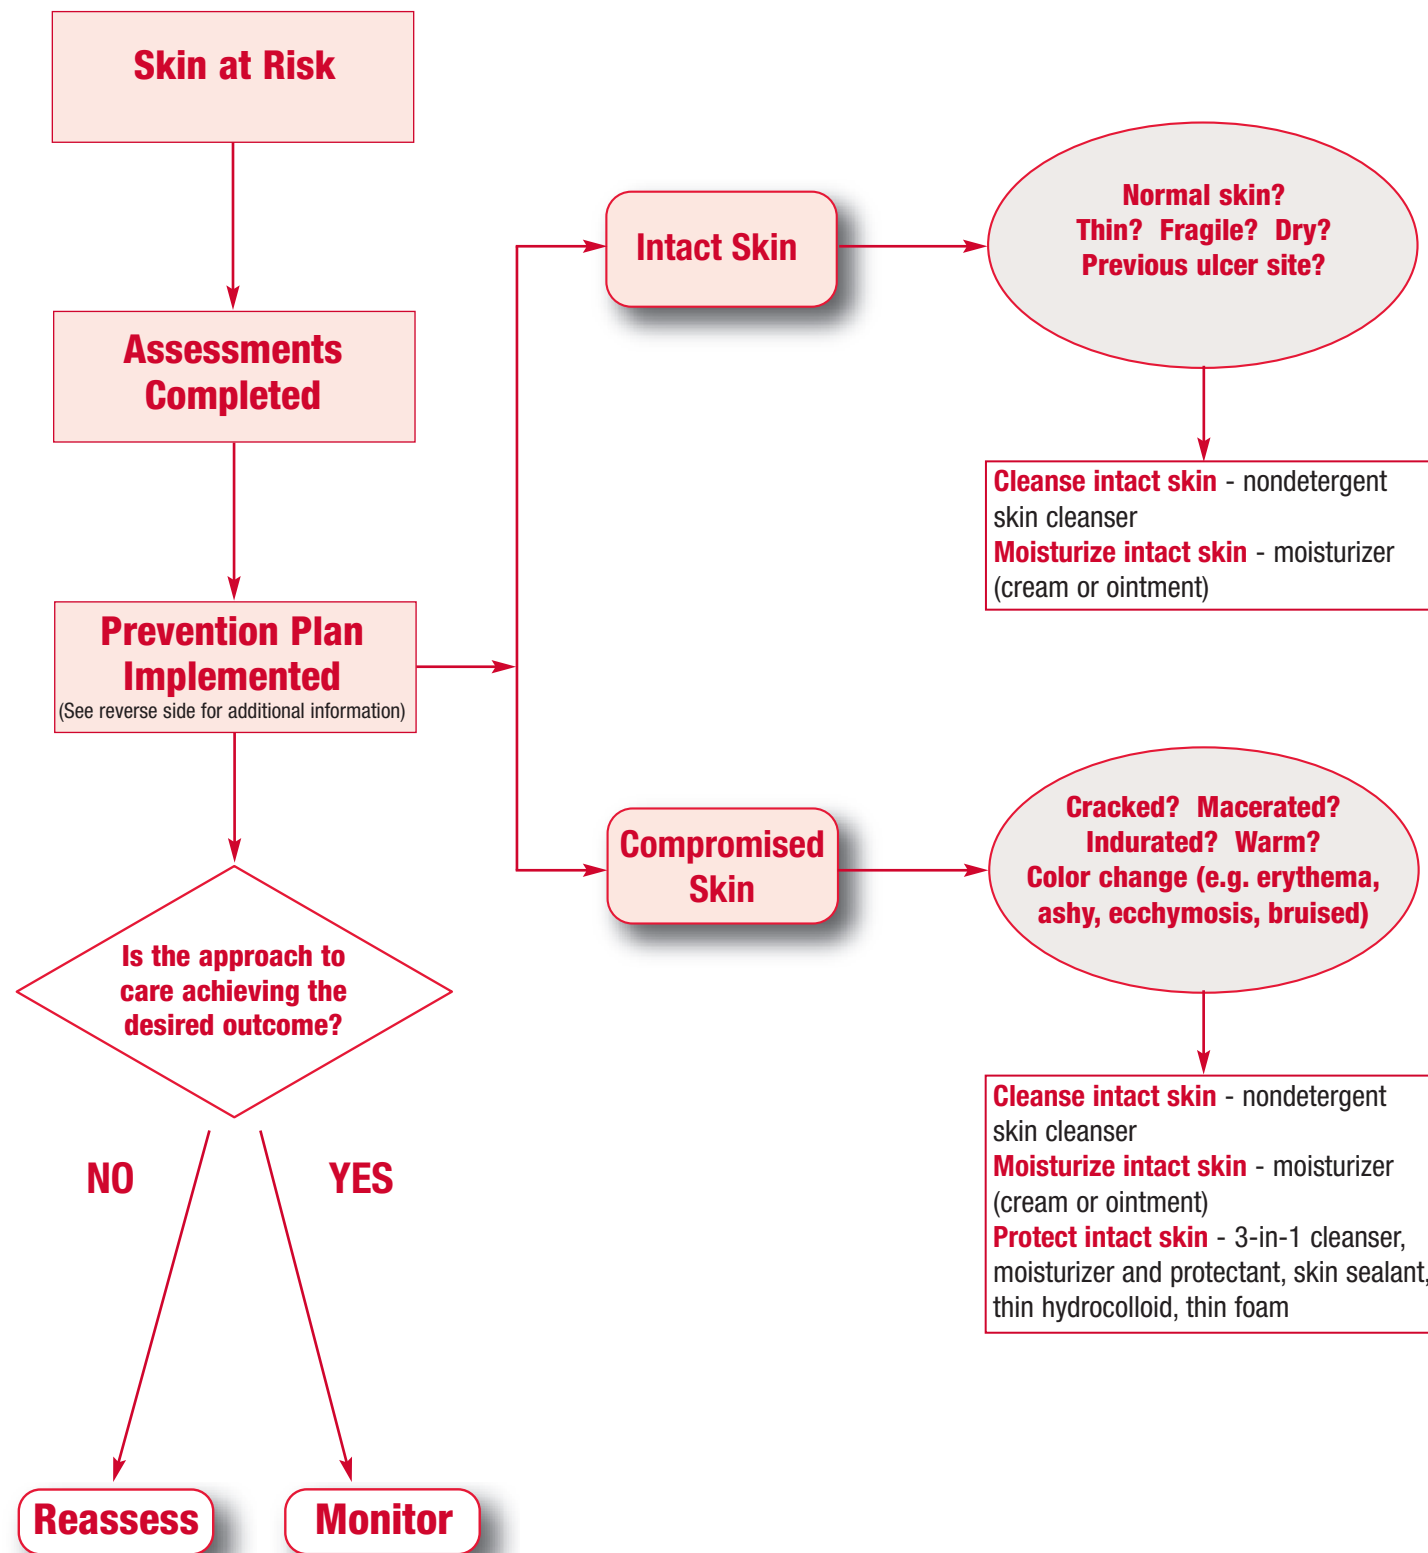 Skin at Risk
Assessments
Completed
Prevention Plan
Implemented
(See reverse side for additional information)
Is the approach to
care achieving the
desired outcome?
NO
YES
Reassess
Monitor
Intact Skin
Normal skin?
Thin? Fragile? Dry?
Previous ulcer site?
Cleanse intact skin - nondetergent
skin cleanser
Moisturize intact skin - moisturizer
(cream or ointment)
Compromised
Skin
Cracked? Macerated?
Indurated? Warm?
Color change (e.g. erythema,
ashy, ecchymosis, bruised)
Cleanse intact skin - nondetergent
skin cleanser
Moisturize intact skin - moisturizer
(cream or ointment)
Protect intact skin - 3-in-1 cleanser,
moisturizer and protectant, skin sealant,
thin hydrocolloid, thin foam